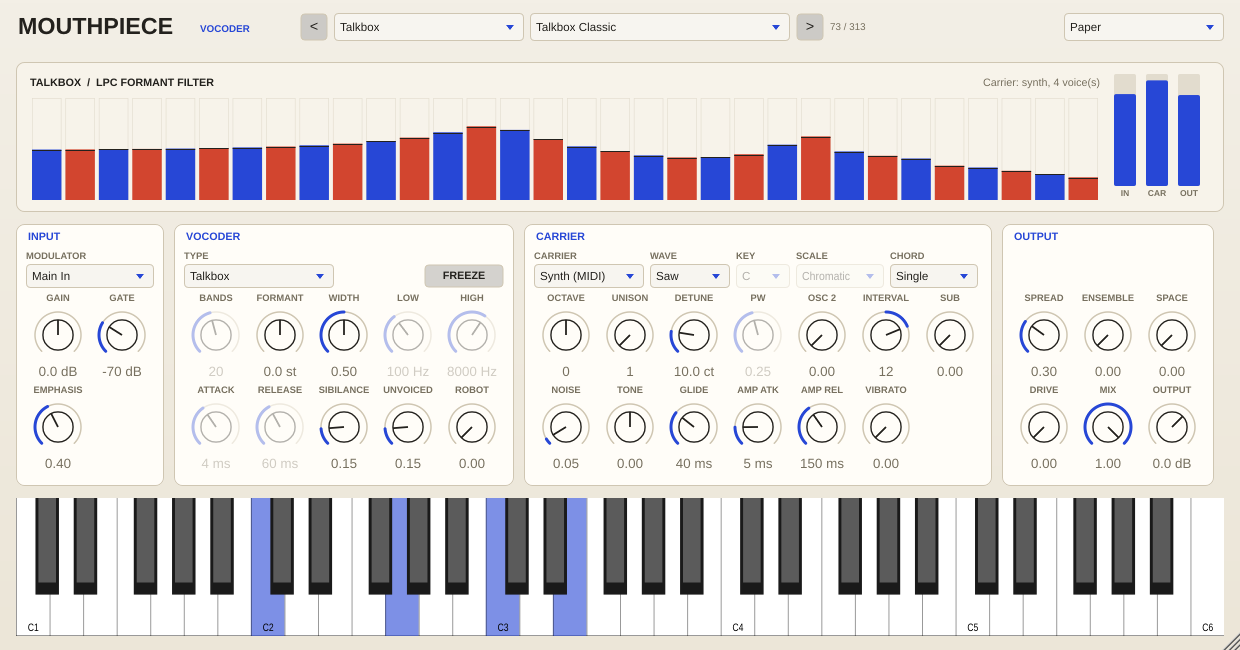 MOUTHPIECE VOCODER < Talkbox Talkbox Classic > 73 / 313 Paper
TALKBOX / LPC FORMANT FILTER Carrier: synth, 4 voice(s)
IN CAR OUT
INPUT VOCODER CARRIER OUTPUT
MODULATOR TYPE CARRIER WAVE KEY SCALE CHORD
Main In Talkbox FREEZE Synth (MIDI) Saw C Chromatic Single
GAIN GATE BANDS FORMANT WIDTH LOW HIGH OCTAVE UNISON DETUNE PW OSC 2 INTERVAL SUB SPREAD ENSEMBLE SPACE
0.0 dB -70 dB 20 0.0 st 0.50 100 Hz 8000 Hz 0 1 10.0 ct 0.25 0.00 12 0.00 0.30 0.00 0.00
EMPHASIS ATTACK RELEASE SIBILANCE UNVOICED ROBOT NOISE TONE GLIDE AMP ATK AMP REL VIBRATO DRIVE MIX OUTPUT
0.40 4 ms 60 ms 0.15 0.15 0.00 0.05 0.00 40 ms 5 ms 150 ms 0.00 0.00 1.00 0.0 dB
C1 C2 C3 C4 C5 C6